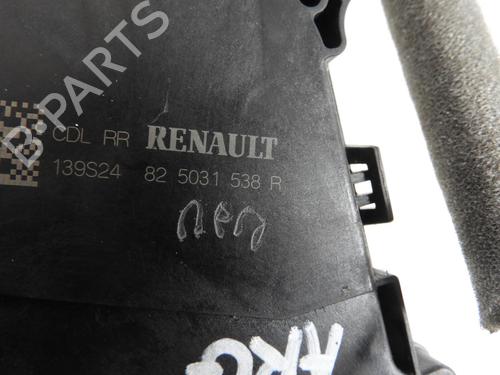 B-PARTS
CDL RR RENAULT
139S24 82 5031 538 R